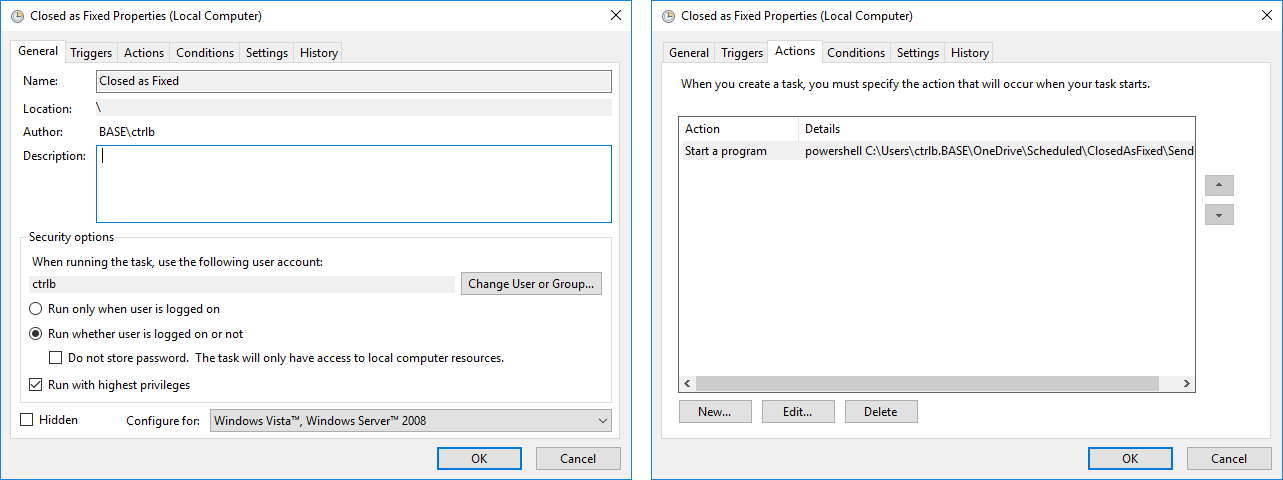 Closed as Fixed Properties (Local Computer)
General Triggers Actions Conditions Settings History
Name: Closed as Fixed
Location: \
Author: BASE\ctrlb
Description:
Security options
When running the task, use the following user account:
ctrlb Change User or Group...
Run only when user is logged on
Run whether user is logged on or not
Do not store password. The task will only have access to local computer resources.
Run with highest privileges
Hidden Configure for: Windows Vista™, Windows Server™ 2008
OK Cancel
Closed as Fixed Properties (Local Computer)
General Triggers Actions Conditions Settings History
When you create a task, you must specify the action that will occur when your task starts.
Action Details
Start a program powershell C:\Users\ctrlb.BASE\OneDrive\Scheduled\ClosedAsFixed\Send
New... Edit... Delete
OK Cancel